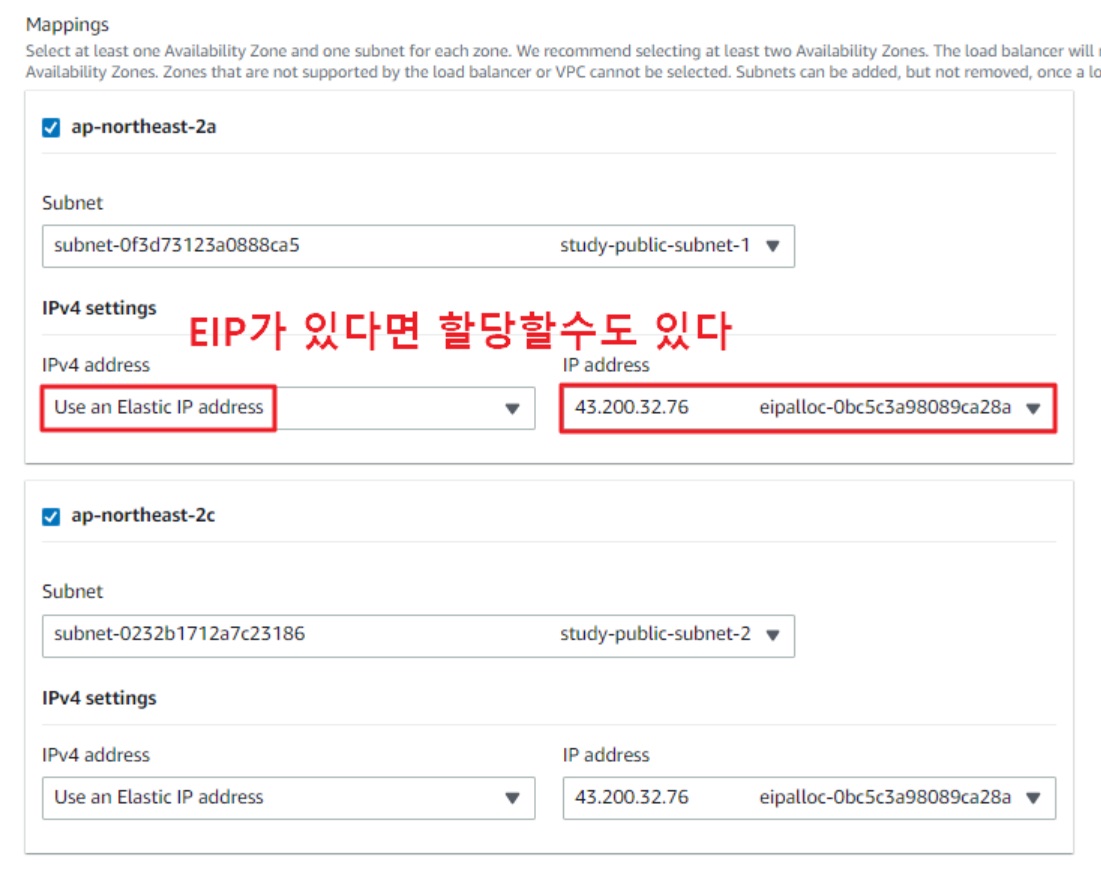 Mappings
Select at least one Availability Zone and one subnet for each zone. We recommend selecting at least two Availability Zones. The load balancer will
Availability Zones. Zones that are not supported by the load balancer or VPC cannot be selected. Subnets can be added, but not removed, once a
ap-northeast-2a
Subnet
subnet-0f3d73123a0888ca5 study-public-subnet-1
IPv4 settings
EIP가 있다면 할당할수도 있다
IPv4 address IP address
Use an Elastic IP address 43.200.32.76 eipalloc-0bc5c3a98089ca28a
ap-northeast-2c
Subnet
subnet-0232b1712a7c23186 study-public-subnet-2
IPv4 settings
IPv4 address IP address
Use an Elastic IP address 43.200.32.76 eipalloc-0bc5c3a98089ca28a